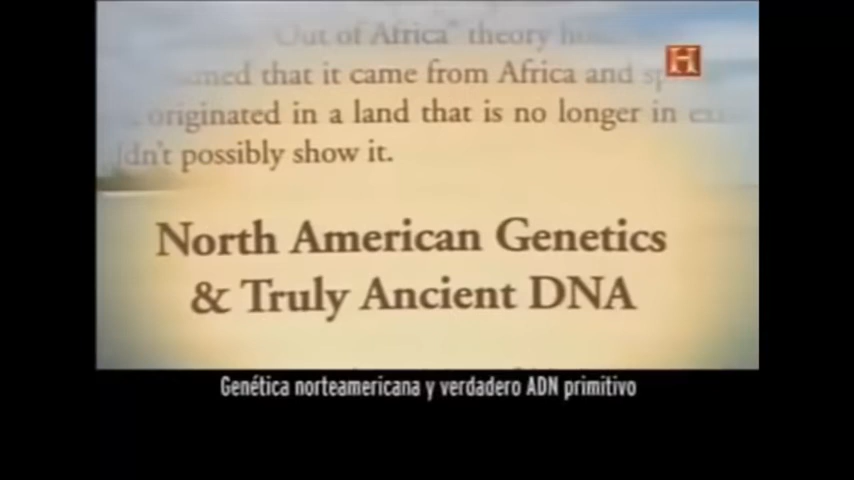 Out of Africa" theory
that it came from Africa and
H
originated in a land that is no longer in
possibly show it.
North American Genetics
& Truly Ancient DNA
Genética norteamericana y verdadero ADN primitivo